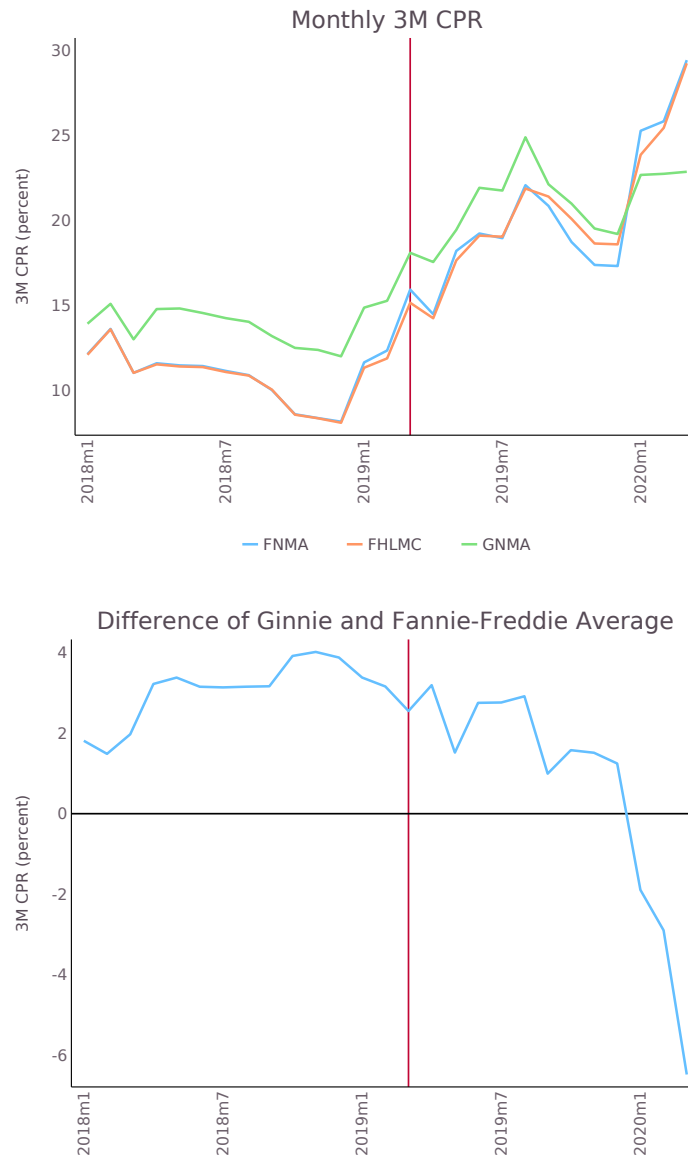 Monthly 3M CPR
30
25
20
15
10
3M CPR (percent)
2018m1
2018m7
2019m1
2019m7
2020m1
FNMA FHLMC GNMA
Difference of Ginnie and Fannie-Freddie Average
4
2
0
-2
-4
-6
3M CPR (percent)
2018m1
2018m7
2019m1
2019m7
2020m1